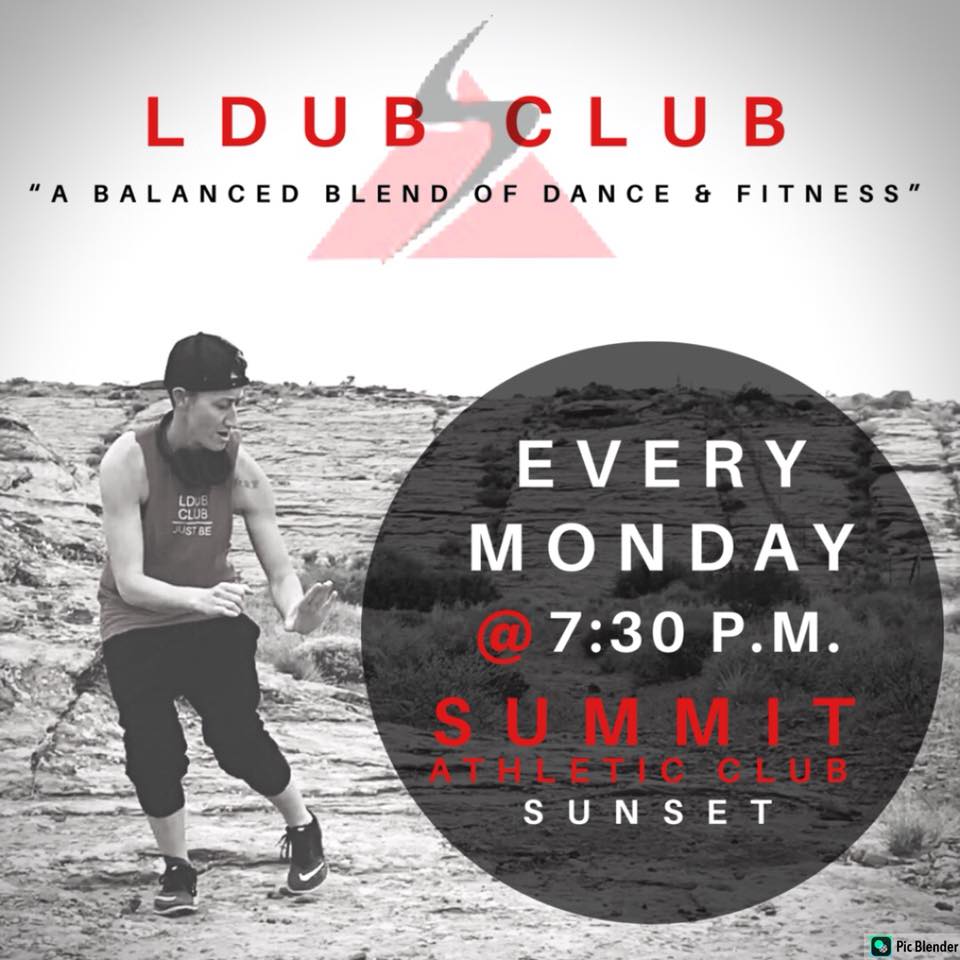 LDUB CLUB
“A BALANCED BLEND OF DANCE & FITNESS”
LDUB
CLUB
JUST BE
EVERY
MONDAY
@ 7:30 P.M.
SUMMIT
ATHLETIC CLUB
SUNSET
Pic Blender